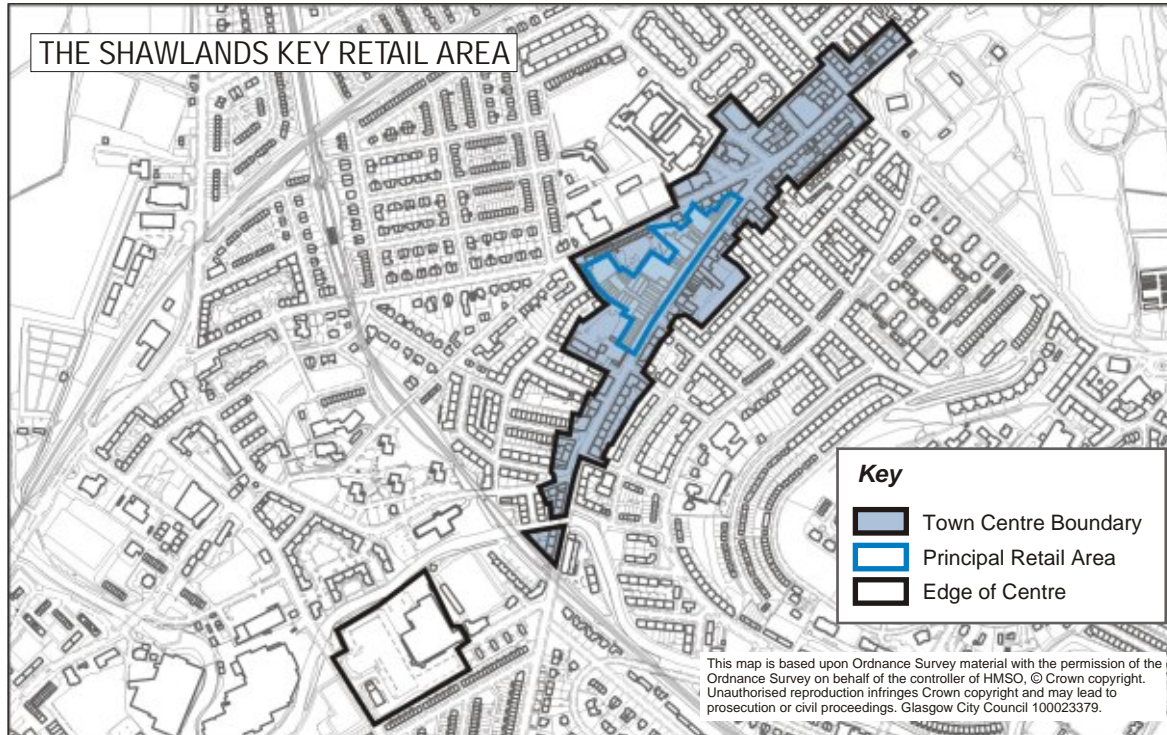 THE SHAWLANDS KEY RETAIL AREA
Key
Town Centre Boundary
Principal Retail Area
Edge of Centre
This map is based upon Ordnance Survey material with the permission of the
Ordnance Survey on behalf of the controller of HMSO, © Crown copyright.
Unauthorised reproduction infringes Crown copyright and may lead to
prosecution or civil proceedings. Glasgow City Council 100023379.